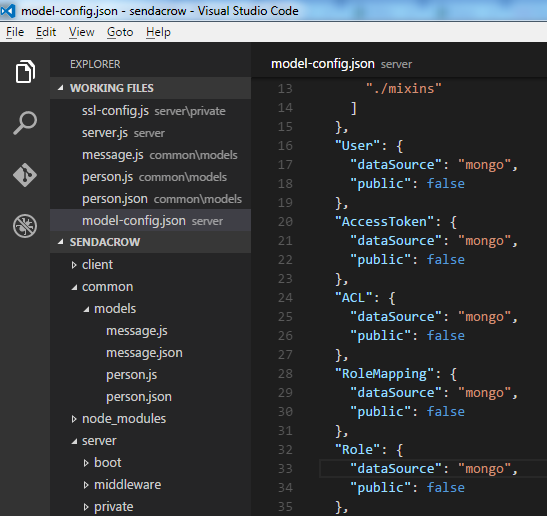 model-config.json - sendacrow - Visual Studio Code
File Edit View Goto Help
EXPLORER
WORKING FILES
ssl-config.js server\private
server.js server
message.js common\models
person.js common\models
person.json common\models
model-config.json server
SENDACROW
client
common
models
message.js
message.json
person.js
person.json
node_modules
server
boot
middleware
private
model-config.json server
13 "./mixins"
14 ]
15 },
16 "User": {
17 "dataSource": "mongo",
18 "public": false
19 },
20 "AccessToken": {
21 "dataSource": "mongo",
22 "public": false
23 },
24 "ACL": {
25 "dataSource": "mongo",
26 "public": false
27 },
28 "RoleMapping": {
29 "dataSource": "mongo",
30 "public": false
31 },
32 "Role": {
33 "dataSource": "mongo",
34 "public": false
35 },